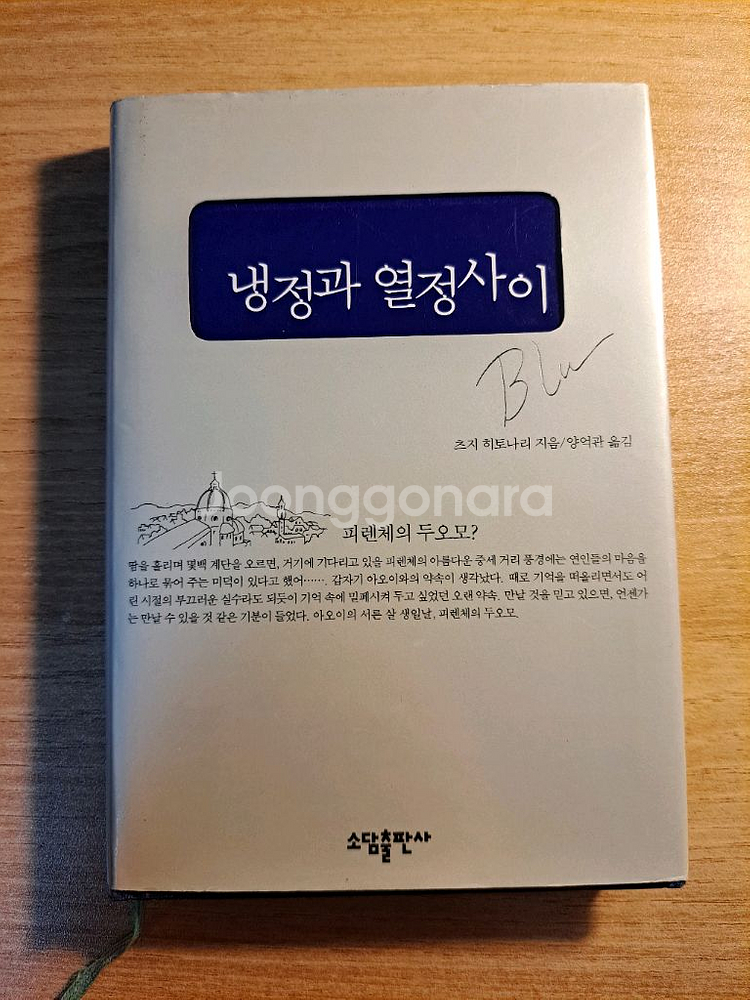 냉정과 열정사이
Blu
츠지 히토나리 지음/양억관 옮김
Joonggonara
피렌체의 두오모?
땀을 흘리며 몇백 계단을 오르면, 거기에 기다리고 있을 피렌체의 아름다운 중세 거리 풍경에는 연인들의 마음을
하나로 묶어 주는 미덕이 있다고 했어……. 갑자기 아오이와의 약속이 생각났다. 때로 기억을 떠올리면서도 어
린 시절의 부끄러운 실수라도 되듯이 기억 속에 밀폐시켜 두고 싶었던 오랜 약속. 만날 것을 믿고 있으면, 언젠가
는 만날 수 있을 것 같은 기분이 들었다. 아오이의 서른 살 생일날, 피렌체의 두오모.
소담출판사